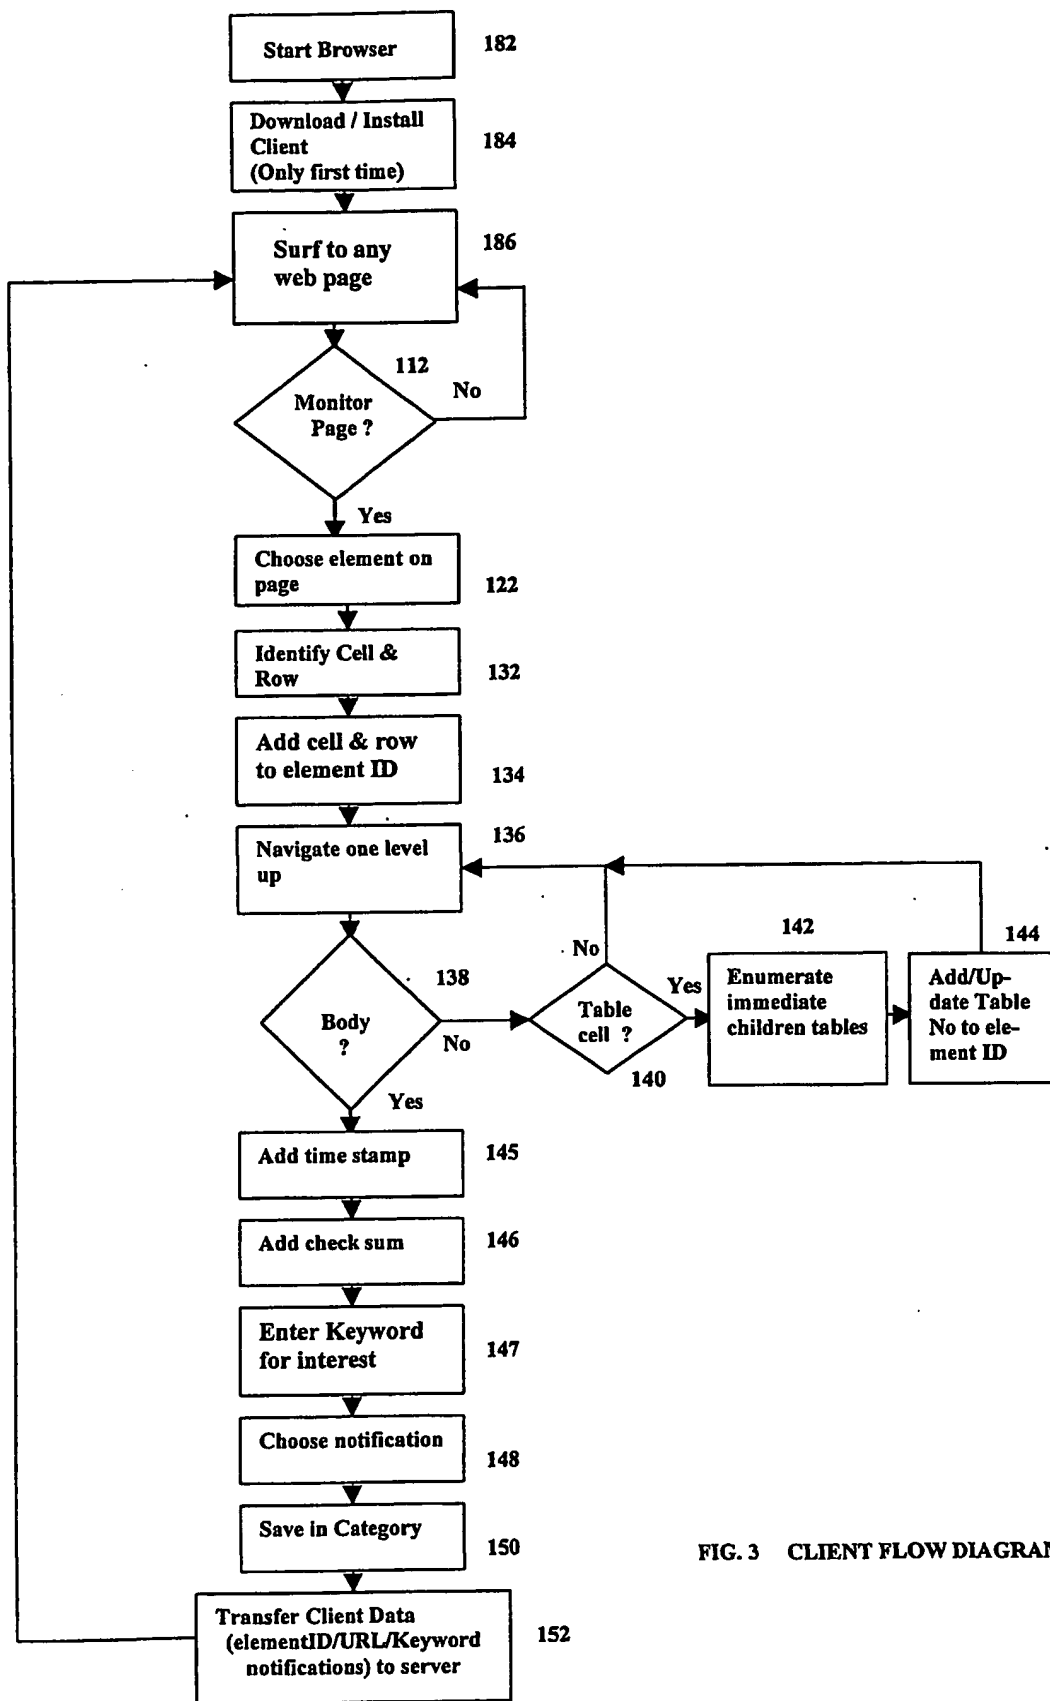 Start Browser
182
Download / Install
Client
(Only first time)
184
Surf to any
web page
186
112
No
Monitor
Page ?
Yes
Choose element on
page
122
Identify Cell &
Row
132
Add cell & row
to element ID
134
136
Navigate one level
up
142
144
No
138
Yes
Enumerate
immediate
children tables
Add/Up-
date Table
No to ele-
ment ID
Body
?
No
Table
cell ?
140
Yes
Add time stamp
145
Add check sum
146
Enter Keyword
for interest
147
Choose notification
148
Save in Category
150
FIG. 3 CLIENT FLOW
Transfer Client Data
(elementID/URL/Keyword
notifications) to server
152